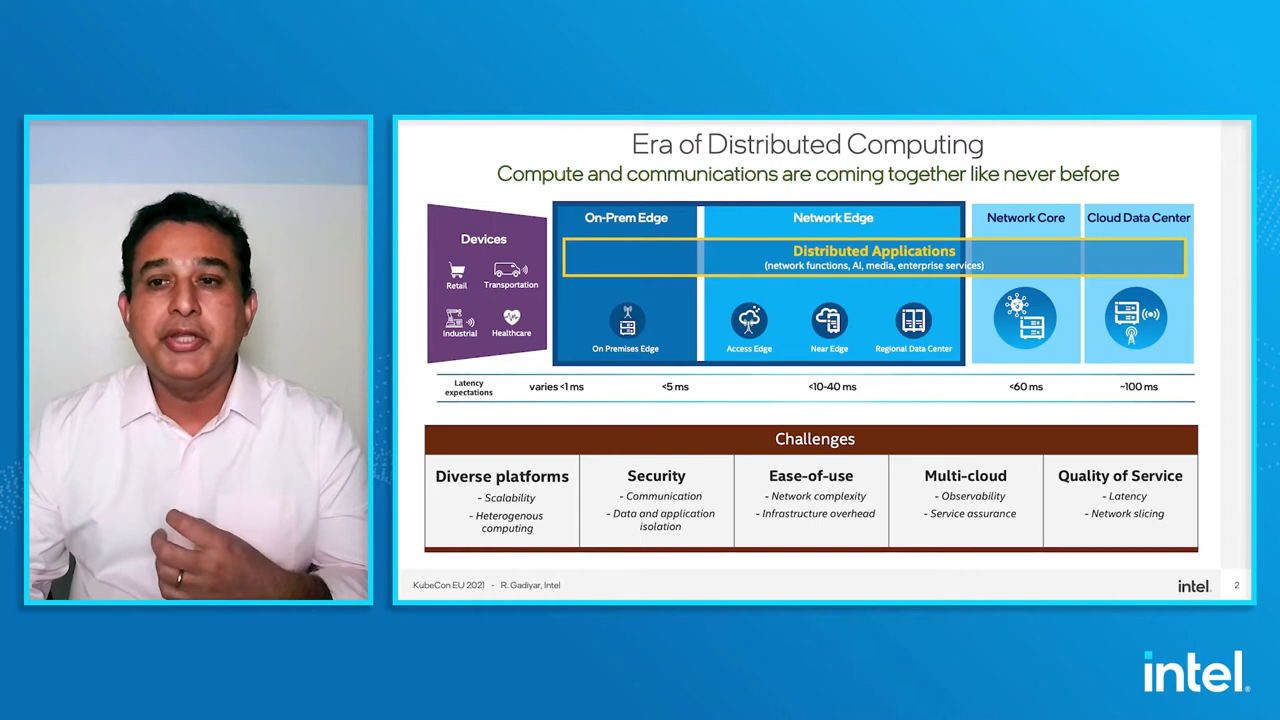 Era of Distributed Computing
Compute and communications are coming together like never before
Devices
Retail
Transportation
Industrial
Healthcare
On-Prem Edge
Network Edge
Network Core
Cloud Data Center
Distributed Applications
(network functions, AI, media, enterprise services)
On Premises Edge
Access Edge
Near Edge
Regional Data Center
Latency
expectations
varies <1 ms
<5 ms
<10-40 ms
<60 ms
~100 ms
Challenges
Diverse platforms
- Scalability
- Heterogenous
computing
Security
- Communication
- Data and application
isolation
Ease-of-use
- Network complexity
- Infrastructure overhead
Multi-cloud
- Observability
- Service assurance
Quality of Service
- Latency
- Network slicing
KubeCon EU 2021 - R. Gadiyar, Intel
intel.
2
intel.